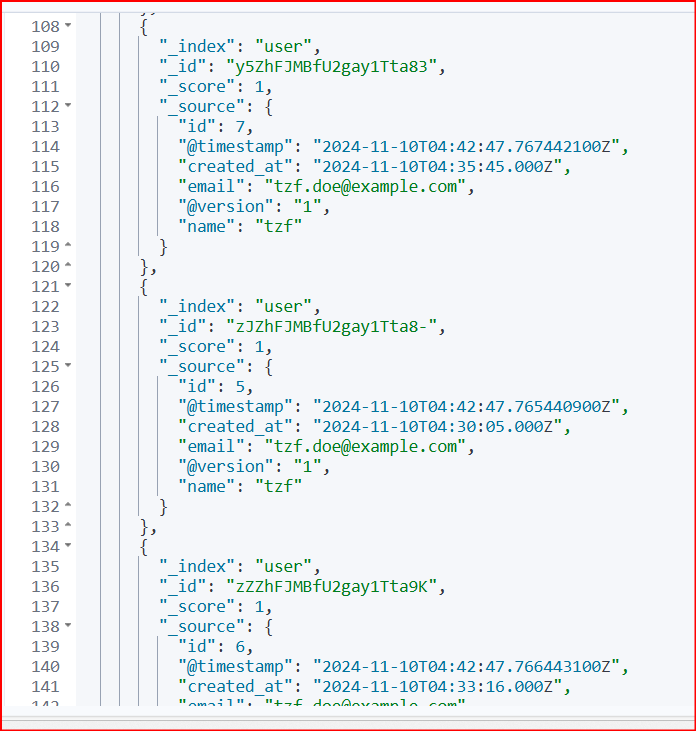 108 {
109 "_index": "user",
110 "_id": "y5ZhFJMBfU2gay1Tta83",
111 "_score": 1,
112 "_source": {
113 "id": 7,
114 "@timestamp": "2024-11-10T04:42:47.767442100Z",
115 "created_at": "2024-11-10T04:35:45.000Z",
116 "email": "tzf.doe@example.com",
117 "@version": "1",
118 "name": "tzf"
119 }
120 },
121 {
122 "_index": "user",
123 "_id": "zJZhFJMBfU2gay1Tta8-",
124 "_score": 1,
125 "_source": {
126 "id": 5,
127 "@timestamp": "2024-11-10T04:42:47.765440900Z",
128 "created_at": "2024-11-10T04:30:05.000Z",
129 "email": "tzf.doe@example.com",
130 "@version": "1",
131 "name": "tzf"
132 }
133 },
134 {
135 "_index": "user",
136 "_id": "zZZhFJMBfU2gay1Tta9K",
137 "_score": 1,
138 "_source": {
139 "id": 6,
140 "@timestamp": "2024-11-10T04:42:47.766443100Z",
141 "created_at": "2024-11-10T04:33:16.000Z",
142 "email": "tzf.doe@example.com"